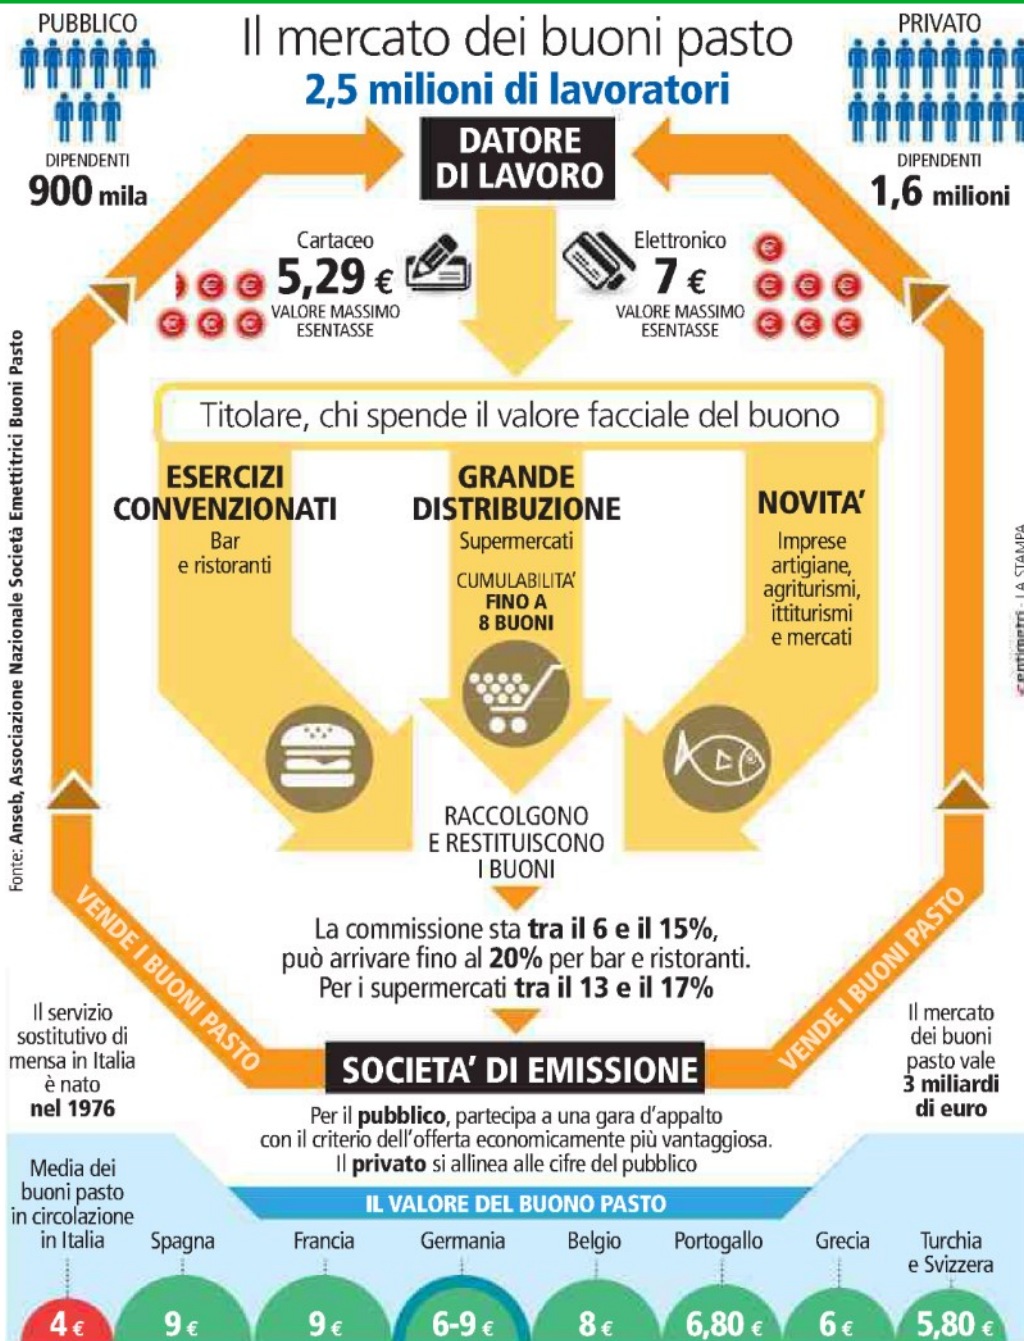 PUBBLICO
DIPENDENTI
900 mila
Il mercato dei buoni pasto
2,5 milioni di lavoratori
PRIVATO
DIPENDENTI
1,6 milioni
DATORE
DI LAVORO
Cartaceo
5,29 €
VALORE MASSIMO
ESENTASSE
Elettronico
7 €
VALORE MASSIMO
ESENTASSE
Titolare, chi spende il valore facciale del buono
ESERCIZI
CONVENZIONATI
Bar
e ristoranti
GRANDE
DISTRIBUZIONE
Supermercati
CUMULABILITA'
FINO A
8 BUONI
NOVITA'
Imprese
artigiane,
agriturismi,
ittiturismi
e mercati
RACCOLGONO
E RESTITUISCONO
I BUONI
La commissione sta tra il 6 e il 15%,
può arrivare fino al 20% per bar e ristoranti.
Per i supermercati tra il 13 e il 17%
VENDE I BUONI PASTO
VENDE I BUONI PASTO
SOCIETA' DI EMISSIONE
Per il pubblico, partecipa a una gara d'appalto
con il criterio dell'offerta economicamente più vantaggiosa.
Il privato si allinea alle cifre del pubblico
Il servizio
sostitutivo di
mensa in Italia
è nato
nel 1976
Il mercato
dei buoni
pasto vale
3 miliardi
di euro
Fonte: Anseb, Associazione Nazionale Società Emettitrici Buoni Pasto
centimetri - LA STAMPA
IL VALORE DEL BUONO PASTO
Media dei
buoni pasto
in circolazione
in Italia
4 €
Spagna
9 €
Francia
9 €
Germania
6-9 €
Belgio
8 €
Portogallo
6,80 €
Grecia
6 €
Turchia
e Svizzera
5,80 €